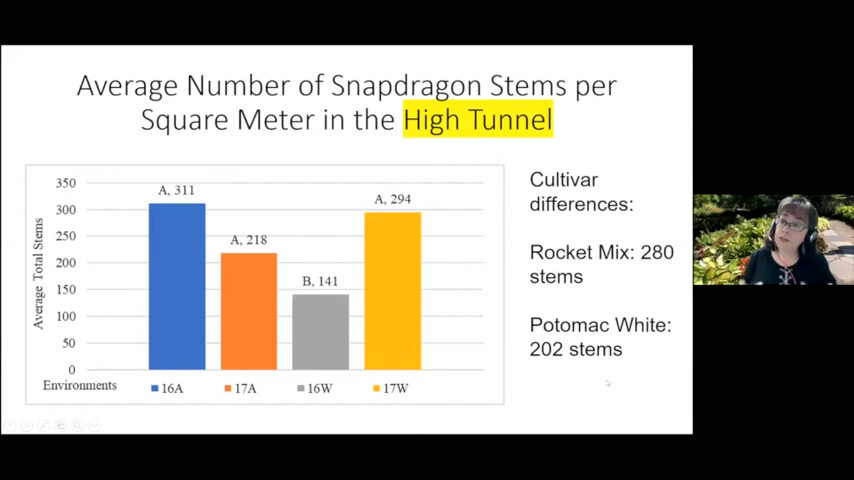 Average Number of Snapdragon Stems per
Square Meter in the High Tunnel
Average Total Stems
350
300
250
200
150
100
50
0
A, 311
A, 218
B, 141
A, 294
Environments
16A
17A
16W
17W
Cultivar
differences:
Rocket Mix: 280
stems
Potomac White:
202 stems